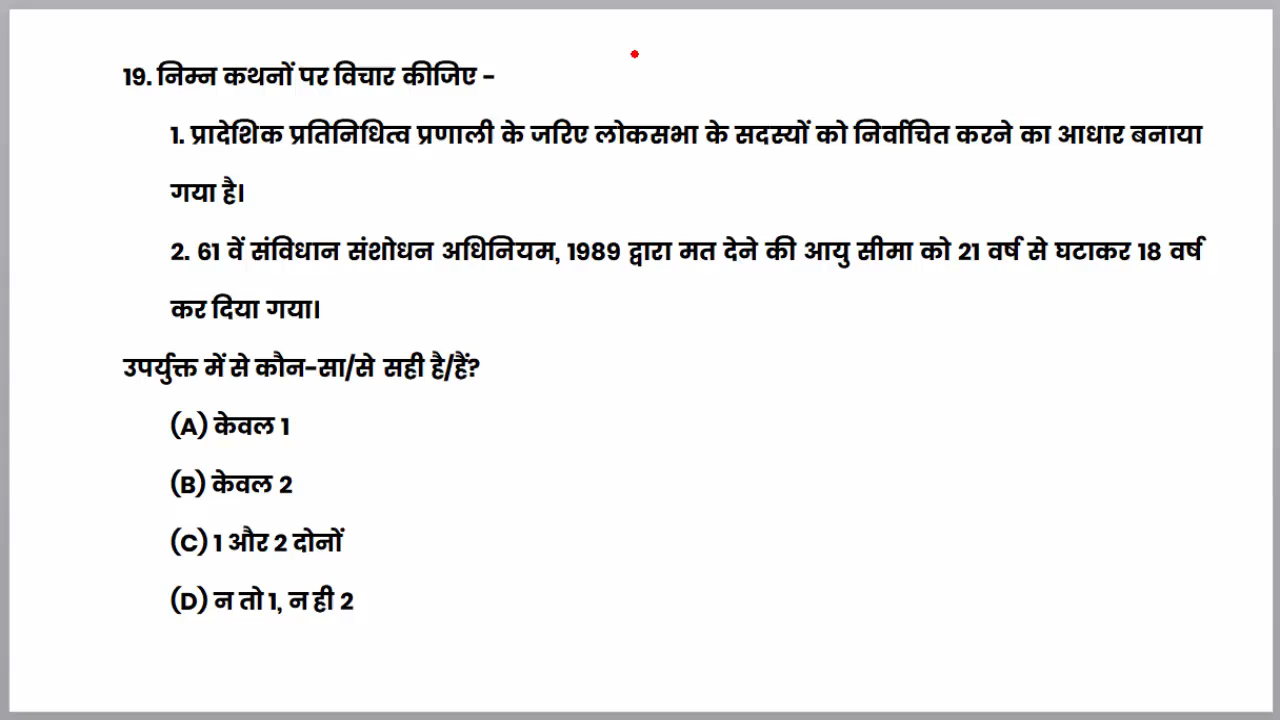 19. निम्न कथनों पर विचार कीजिए -
1. प्रादेशिक प्रतिनिधित्व प्रणाली के जरिए लोकसभा के सदस्यों को निर्वाचित करने का आधार बनाया
गया है।
2. 61 वें संविधान संशोधन अधिनियम, 1989 द्वारा मत देने की आयु सीमा को 21 वर्ष से घटाकर 18 वर्ष
कर दिया गया।
उपर्युक्त में से कौन-सा/से सही है/हैं?
(A) केवल 1
(B) केवल 2
(C) 1 और 2 दोनों
(D) न तो 1, न ही 2